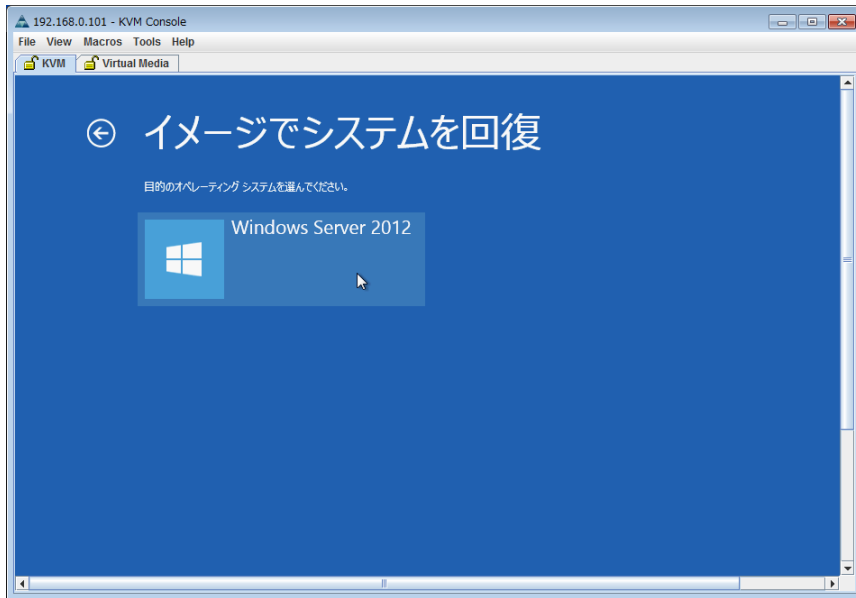 192.168.0.101 - KVM Console
File View Macros Tools Help
KVM Virtual Media
イメージでシステムを回復
目的のオペレーティング システムを選んでください。
Windows Server 2012